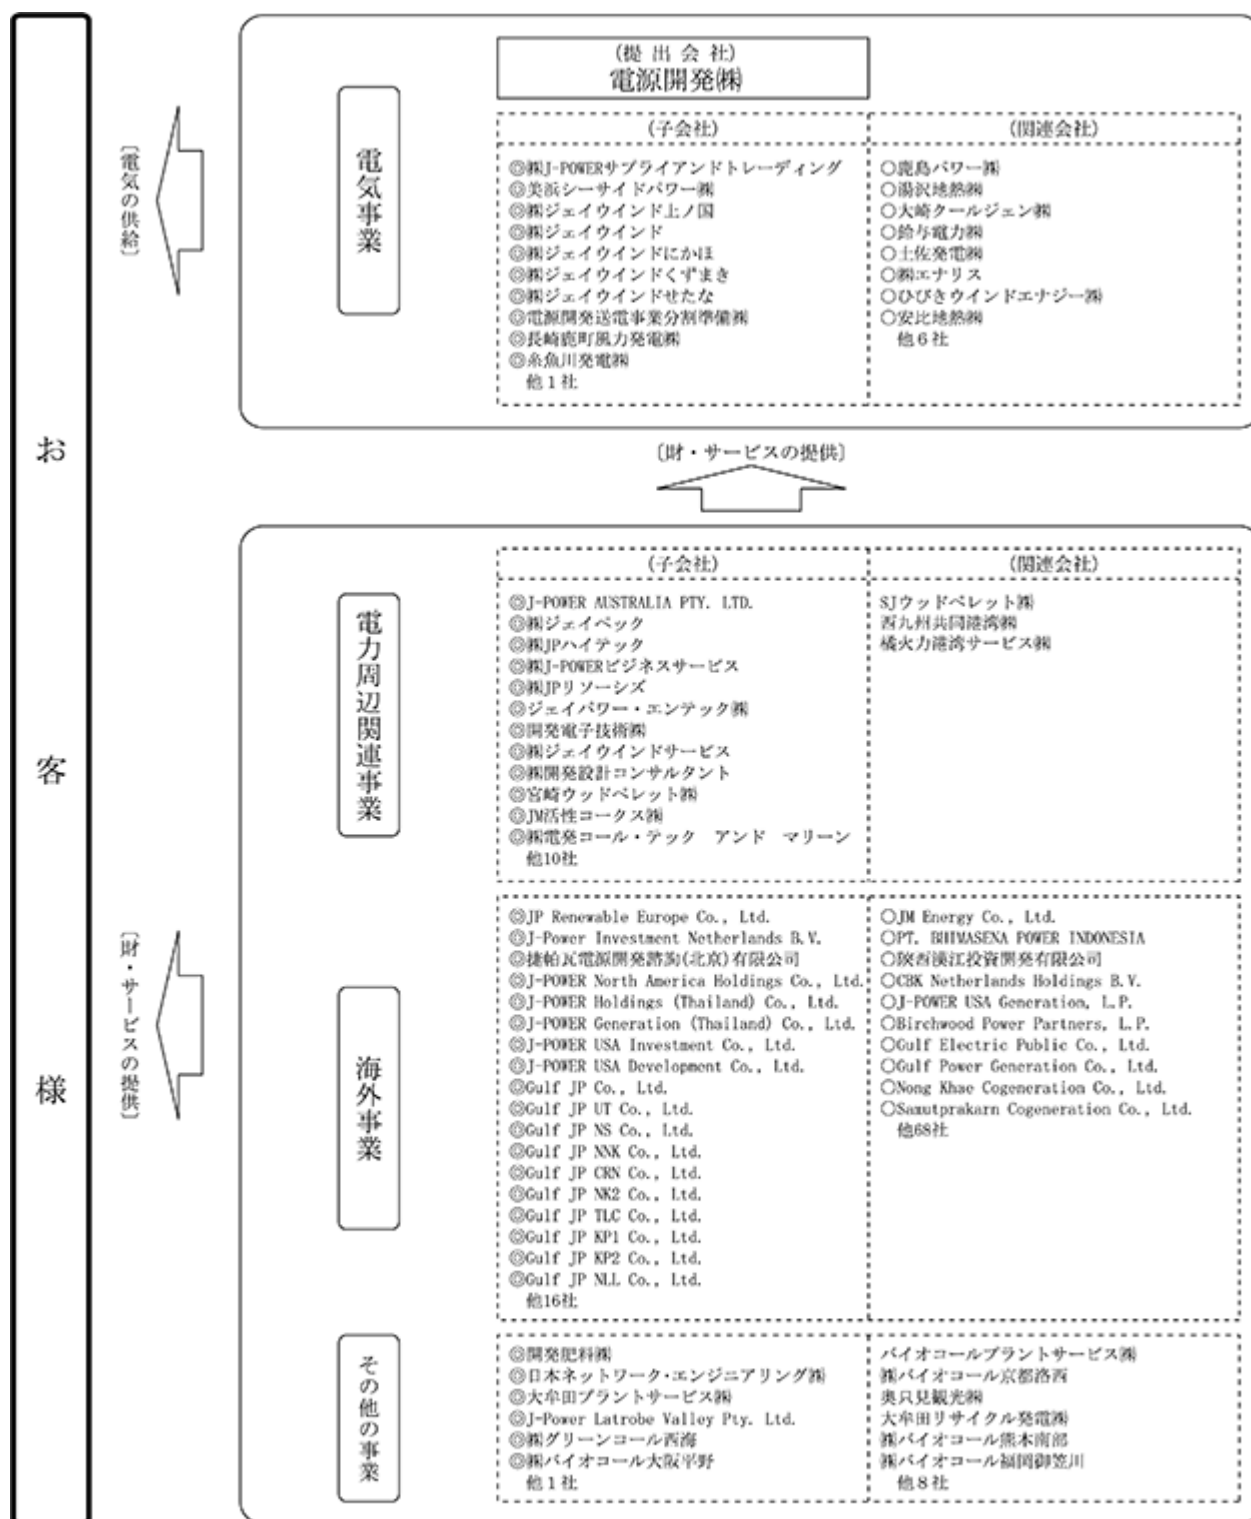 お客様
〔電気の供給〕
〔財・サービスの提供〕
電気事業
(提 出 会 社)
電源開発㈱
(子会社)
◎㈱J-POWERサプライアンドトレーディング
◎美浜シーサイドパワー㈱
◎㈱ジェイウインド上ノ国
◎㈱ジェイウインド
◎㈱ジェイウインドにかほ
◎㈱ジェイウインドくずまき
◎㈱ジェイウインドせたな
◎電源開発送電事業分割準備㈱
◎長崎鹿町風力発電㈱
◎糸魚川発電㈱
他1社
(関連会社)
○鹿島パワー㈱
○湯沢地熱㈱
○大崎クールジェン㈱
○鈴与電力㈱
○土佐発電㈱
○㈱エナリス
○ひびきウインドエナジー㈱
○安比地熱㈱
他6社
〔財・サービスの提供〕
電力周辺関連事業
(子会社)
◎J-POWER AUSTRALIA PTY. LTD.
◎㈱ジェイペック
◎㈱JPハイテック
◎㈱J-POWERビジネスサービス
◎㈱JPリソーシズ
◎ジェイパワー・エンテック㈱
◎開発電子技術㈱
◎㈱ジェイウインドサービス
◎㈱開発設計コンサルタント
◎宮崎ウッドペレット㈱
◎JM活性コークス㈱
◎㈱電発コール・テック アンド マリーン
他10社
(関連会社)
SJウッドペレット㈱
西九州共同港湾㈱
橘火力港湾サービス㈱
海外事業
◎JP Renewable Europe Co., Ltd.
◎J-Power Investment Netherlands B.V.
◎捷帕瓦電源開発諮詢(北京)有限公司
◎J-POWER North America Holdings Co., Ltd.
◎J-POWER Holdings (Thailand) Co., Ltd.
◎J-POWER Generation (Thailand) Co., Ltd.
◎J-POWER USA Investment Co., Ltd.
◎J-POWER USA Development Co., Ltd.
◎Gulf JP Co., Ltd.
◎Gulf JP UT Co., Ltd.
◎Gulf JP NS Co., Ltd.
◎Gulf JP NNK Co., Ltd.
◎Gulf JP CRN Co., Ltd.
◎Gulf JP NK2 Co., Ltd.
◎Gulf JP TLC Co., Ltd.
◎Gulf JP KP1 Co., Ltd.
◎Gulf JP KP2 Co., Ltd.
◎Gulf JP NLL Co., Ltd.
他16社
○JM Energy Co., Ltd.
○PT. BHIMASENA POWER INDONESIA
○陝西漢江投資開発有限公司
○CBK Netherlands Holdings B.V.
○J-POWER USA Generation, L.P.
○Birchwood Power Partners, L.P.
○Gulf Electric Public Co., Ltd.
○Gulf Power Generation Co., Ltd.
○Nong Khae Cogeneration Co., Ltd.
○Samutprakarn Cogeneration Co., Ltd.
他68社
その他の事業
◎開発肥料㈱
◎日本ネットワーク・エンジニアリング㈱
◎大牟田プラントサービス㈱
◎J-Power Latrobe Valley Pty. Ltd.
◎㈱グリーンコール西海
◎㈱バイオコール大阪平野
他1社
バイオコールプラントサービス㈱
㈱バイオコール京都洛西
奥只見観光㈱
大牟田リサイクル発電㈱
㈱バイオコール熊本南部
㈱バイオコール福岡御笠川
他8社